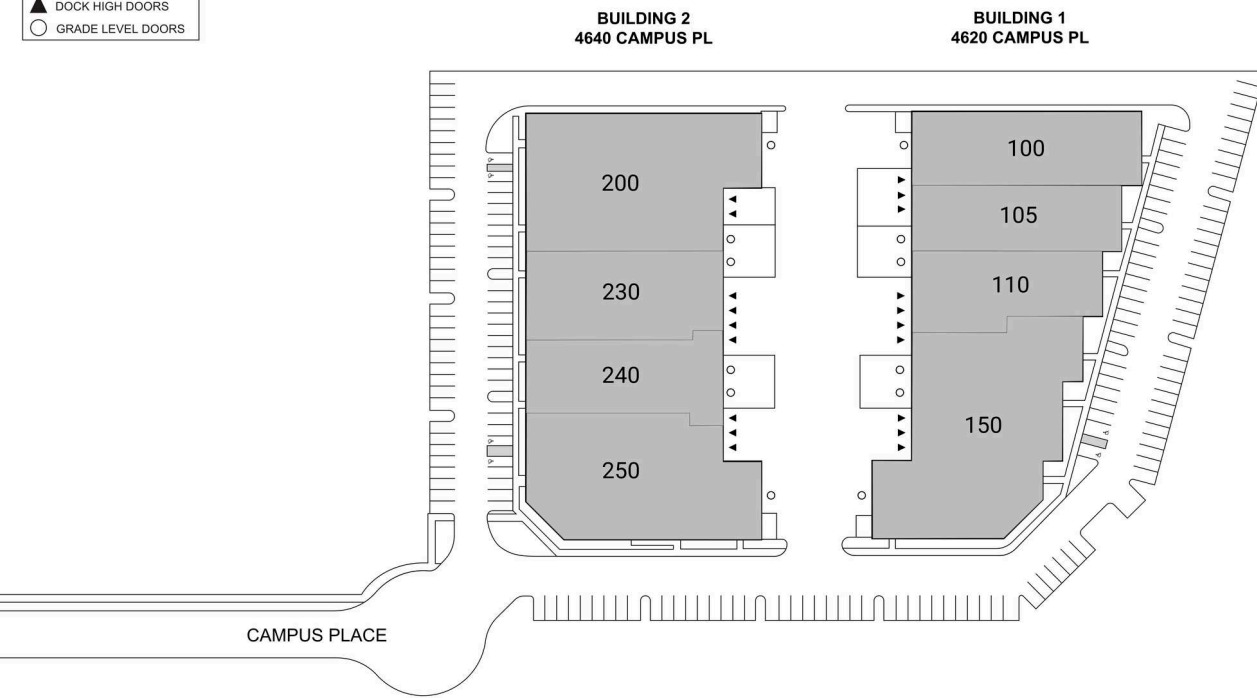 DOCK HIGH DOORS
GRADE LEVEL DOORS
BUILDING 2
4640 CAMPUS PL
BUILDING 1
4620 CAMPUS PL
200
230
240
250
100
105
110
150
CAMPUS PLACE